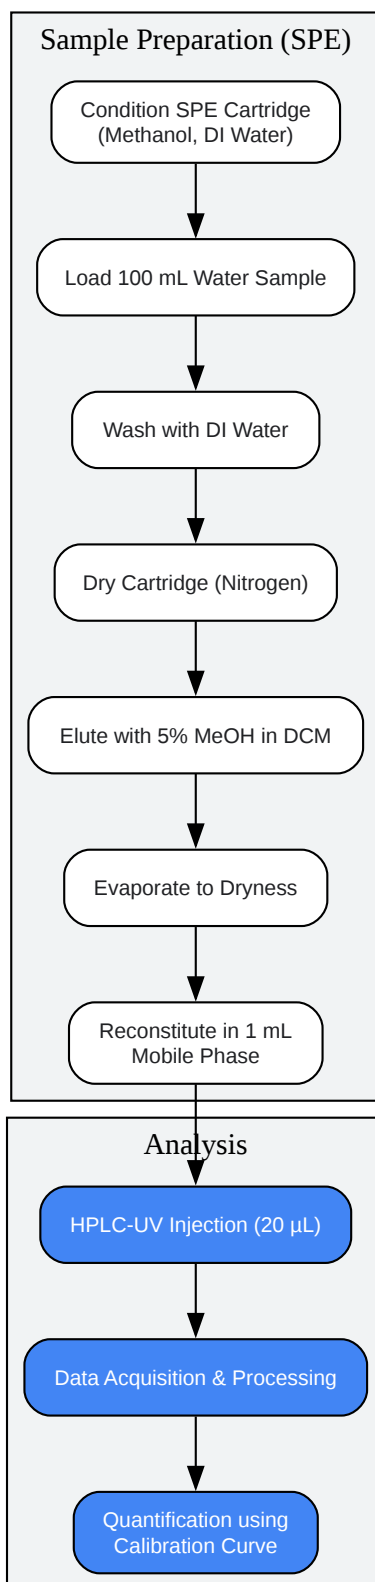 Sample Preparation (SPE)
Condition SPE Cartridge
(Methanol, DI Water)
Load 100 mL Water Sample
Wash with DI Water
Dry Cartridge (Nitrogen)
Elute with 5% MeOH in DCM
Evaporate to Dryness
Reconstitute in 1 mL
Mobile Phase
Analysis
HPLC-UV Injection (20 µL)
Data Acquisition & Processing
Quantification using
Calibration Curve